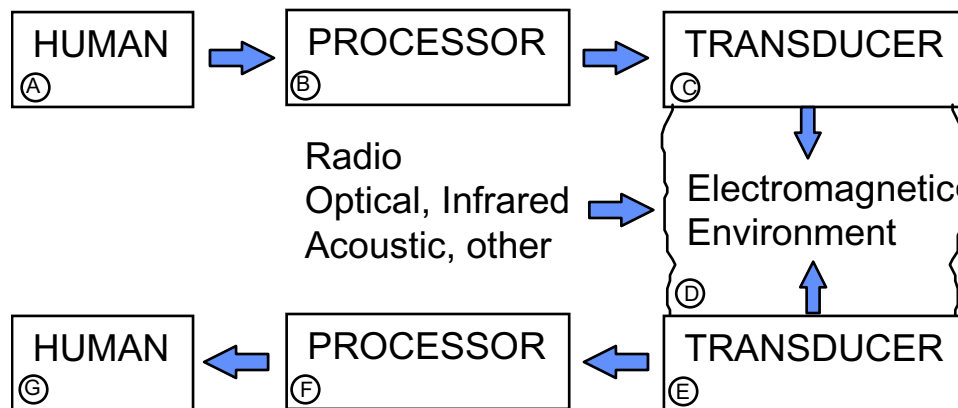 HUMAN
A
PROCESSOR
B
TRANSDUCER
C
Radio
Optical, Infrared
Acoustic, other
Electromagnetic
Environment
D
HUMAN
G
PROCESSOR
F
TRANSDUCER
E